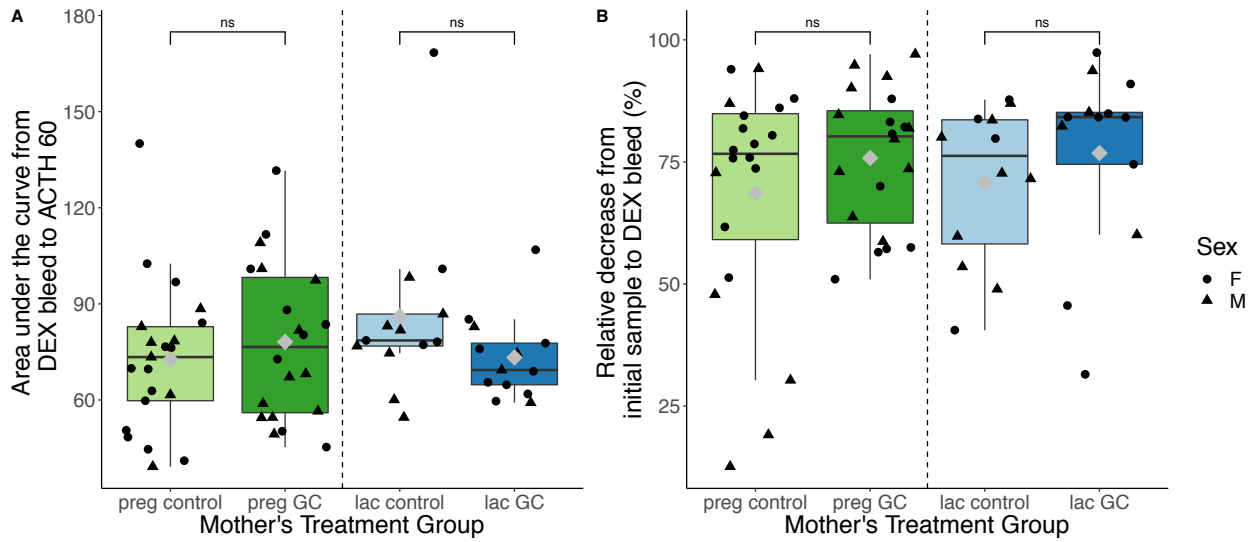 A
Area under the curve from
DEX bleed to ACTH 60
180
150
120
90
60
ns
ns
preg control
preg GC
lac control
lac GC
Mother's Treatment Group
B
Relative decrease from
initial sample to DEX bleed (%)
100
75
50
25
ns
ns
preg control
preg GC
lac control
lac GC
Mother's Treatment Group
Sex
F
M